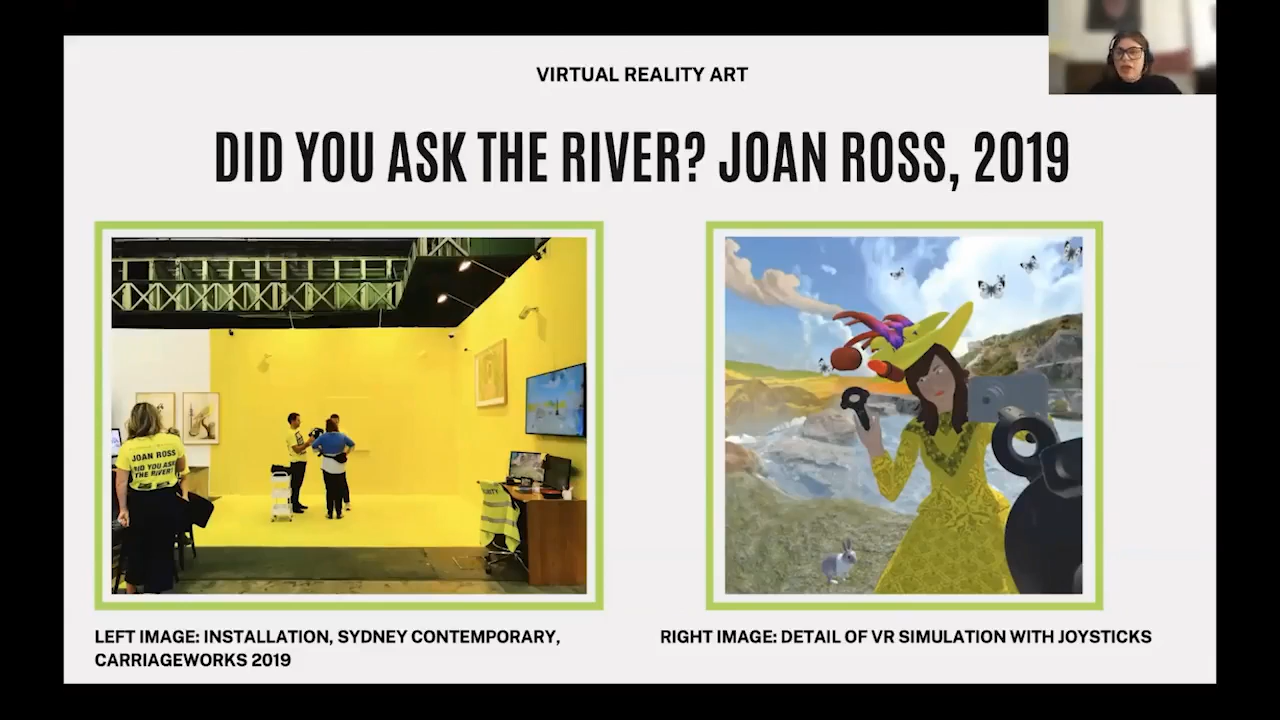 VIRTUAL REALITY ART
DID YOU ASK THE RIVER? JOAN ROSS, 2019
JOAN ROSS
DID YOU ASK
THE RIVER?
LEFT IMAGE: INSTALLATION, SYDNEY CONTEMPORARY,
CARRIAGEWORKS 2019
RIGHT IMAGE: DETAIL OF VR SIMULATION WITH JOYSTICKS